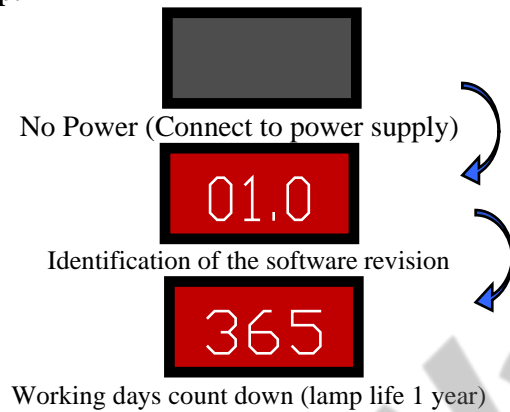 No Power (Connect to power supply)
01.0
Identification of the software revision
365
Working days count down (lamp life 1 year)